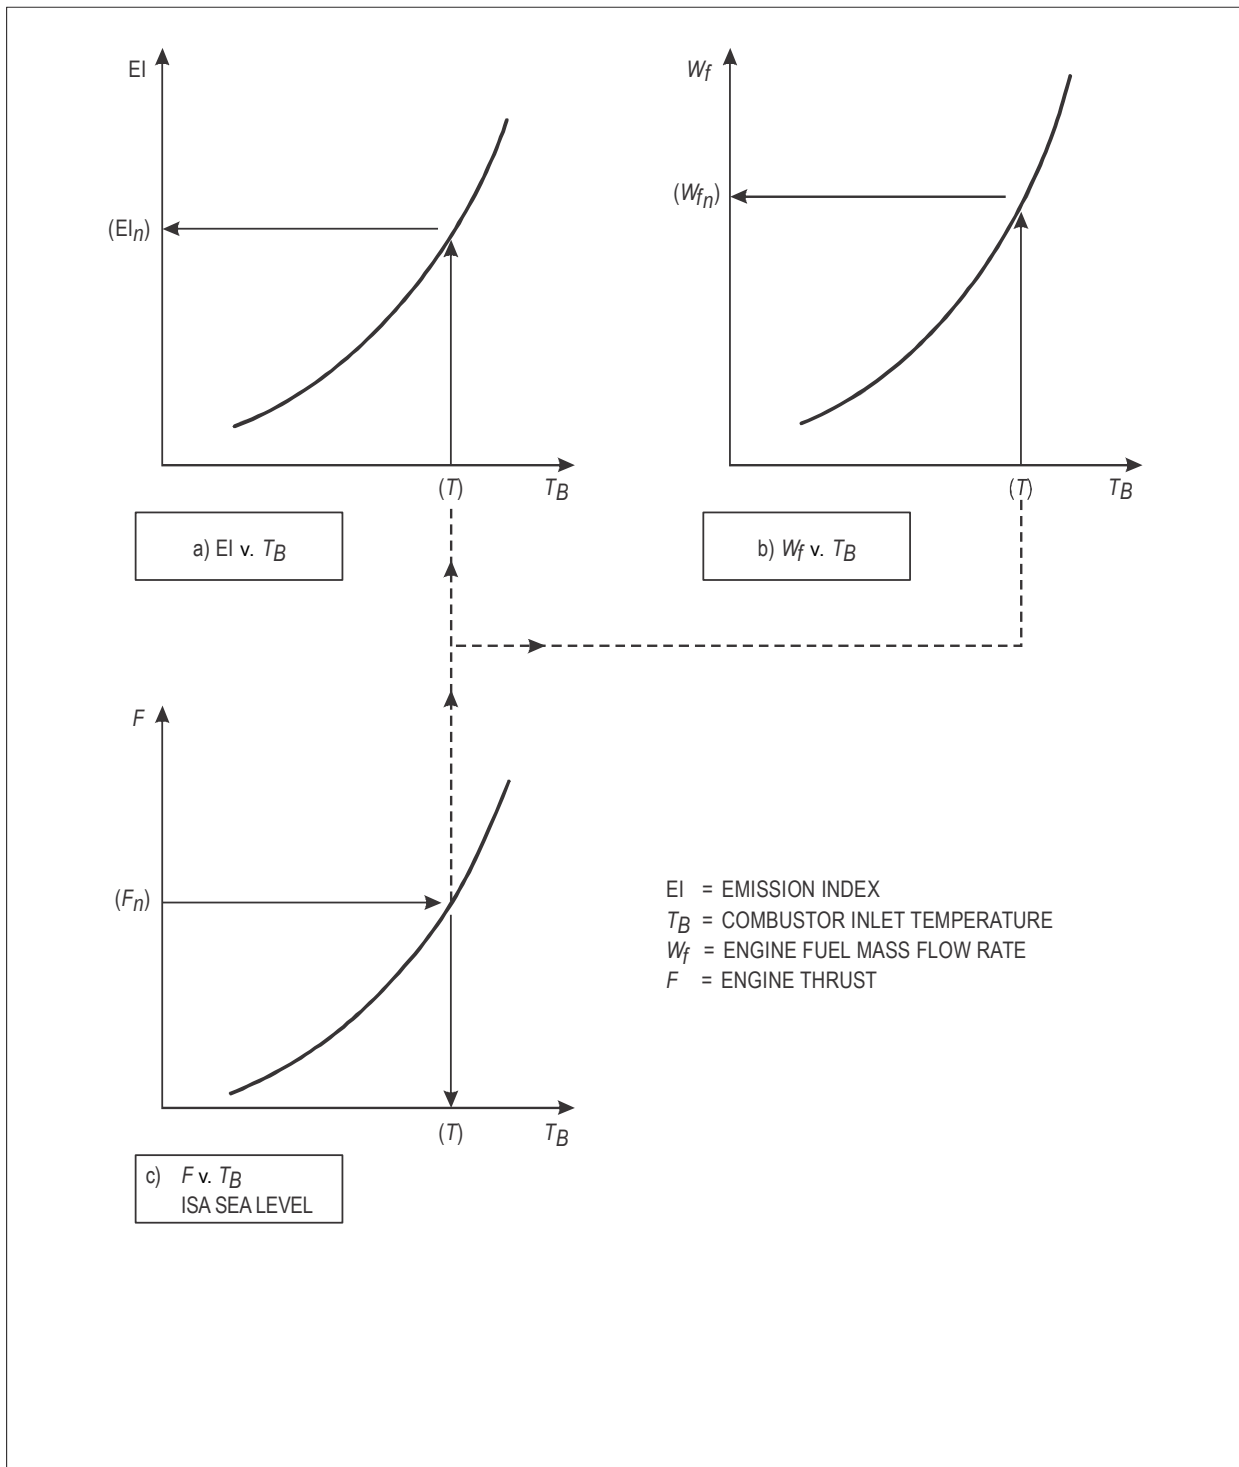 EI
(EIn)
(T)
TB
a) EI v. TB
Wf
(Wfn)
(T)
TB
b) Wf v. TB
F
(Fn)
(T)
TB
c) F v. TB
ISA SEA LEVEL
EI = EMISSION INDEX
TB = COMBUSTOR INLET TEMPERATURE
Wf = ENGINE FUEL MASS FLOW RATE
F = ENGINE THRUST